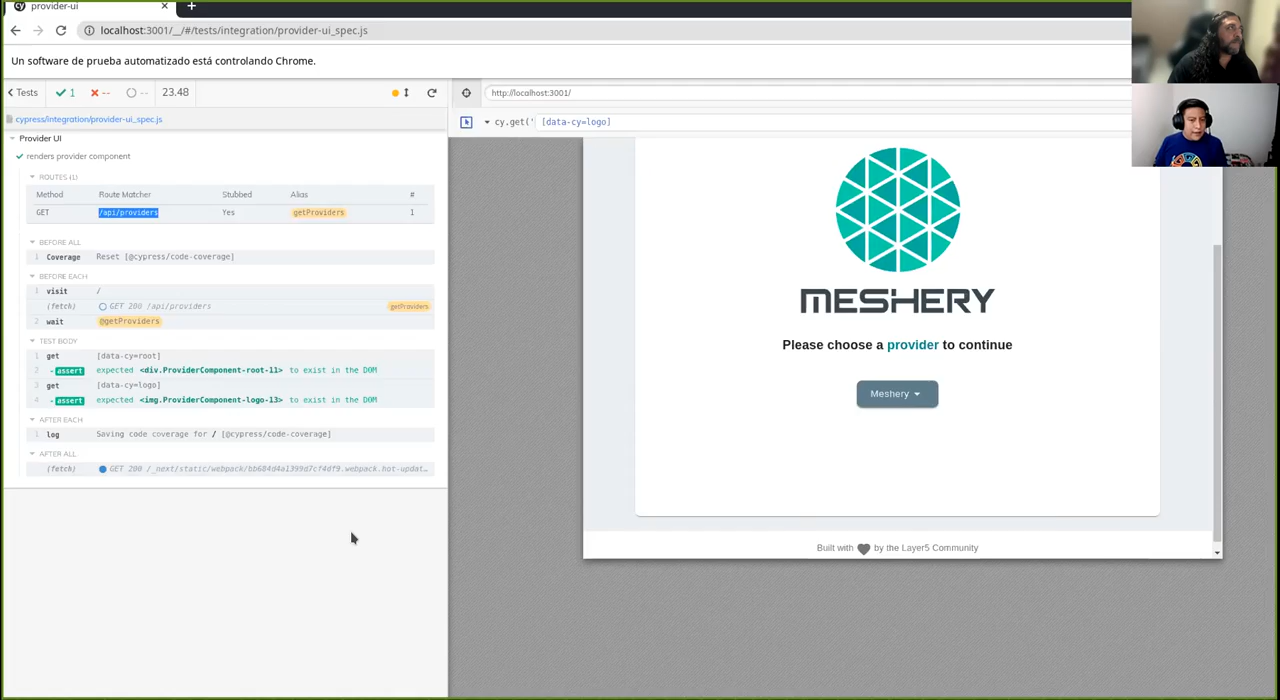 provider-ui
localhost:3001/__/#/tests/integration/provider-ui_spec.js
Un software de prueba automatizado está controlando Chrome.
Tests 1 -- -- 23.48
http://localhost:3001/
cypress/integration/provider-ui_spec.js
cy.get(' [data-cy=logo]
Provider UI
renders provider component
ROUTES (1)
Method Route Matcher Stubbed Alias #
GET /api/providers Yes getProviders 1
BEFORE ALL
1 Coverage Reset [@cypress/code-coverage]
BEFORE EACH
1 visit /
(fetch) GET 200 /api/providers getProviders
2 wait @getProviders
TEST BODY
1 get [data-cy=root]
2 -assert expected <div.ProviderComponent-root-11> to exist in the DOM
3 get [data-cy=logo]
4 -assert expected <img.ProviderComponent-logo-13> to exist in the DOM
AFTER EACH
1 log Saving code coverage for / [@cypress/code-coverage]
AFTER ALL
(fetch) GET 200 /_next/static/webpack/bb684d4a1399d7cf4df9.webpack.hot-updat…
MESHERY
Please choose a provider to continue
Meshery
Built with by the Layer5 Community